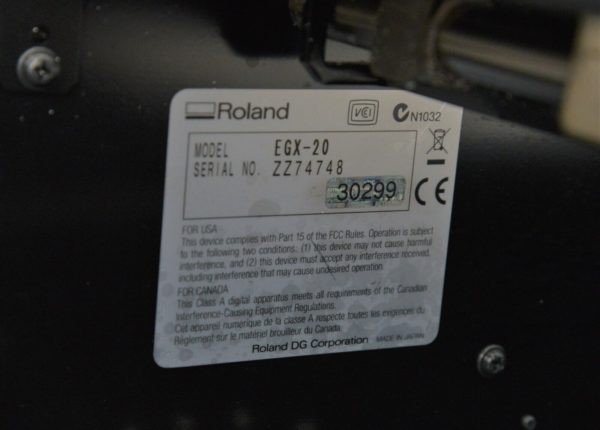 Roland
VCI
N1032
MODEL EGX-20
SERIAL NO. ZZ74748
30299
CE
FOR USA
This device complies with Part 15 of the FCC Rules. Operation is subject
to the following two conditions: (1) this device may not cause harmful
interference, and (2) this device must accept any interference received,
including interference that may cause undesired operation.
FOR CANADA
This Class A digital apparatus meets all requirements of the Canadian
Interference-Causing Equipment Regulations.
Cet appareil numérique de la classe A respecte toutes les exigences du
Règlement sur le matériel brouilleur du Canada.
Roland DG Corporation
MADE IN JAPAN